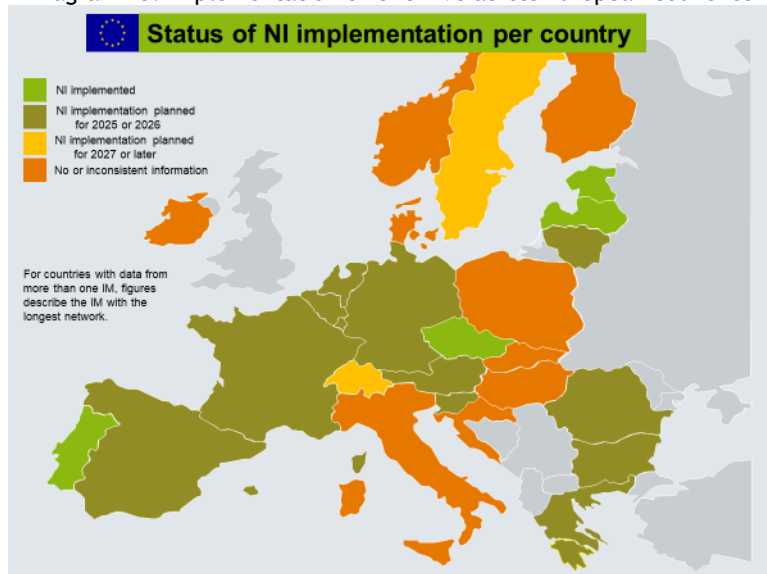 Status of NI implementation per country
NI implemented
NI implementation planned
for 2025 or 2026
NI implementation planned
for 2027 or later
No or inconsistent information
For countries with data from
more than one IM, figures
describe the IM with the
longest network.